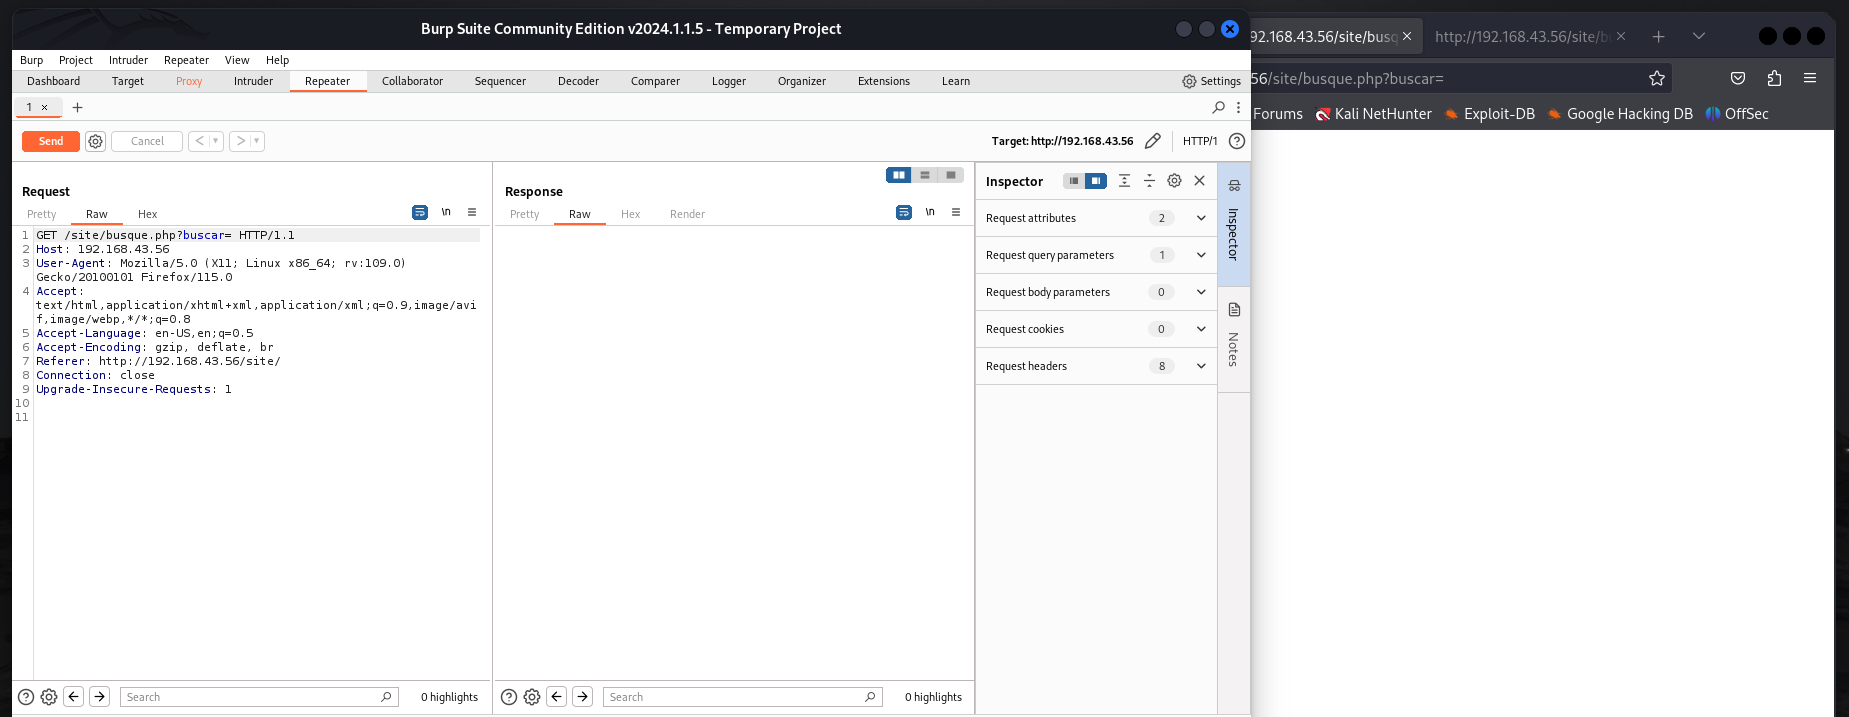 Burp Suite Community Edition v2024.1.1.5 - Temporary Project
Burp Project Intruder Repeater View Help
Dashboard Target Proxy Intruder Repeater Collaborator Sequencer Decoder Comparer Logger Organizer Extensions Learn Settings
1 × +
Send Cancel < > Target: http://192.168.43.56 HTTP/1
Request
Pretty Raw Hex \n
1 GET /site/busque.php?buscar= HTTP/1.1
2 Host: 192.168.43.56
3 User-Agent: Mozilla/5.0 (X11; Linux x86_64; rv:109.0)
Gecko/20100101 Firefox/115.0
4 Accept:
text/html,application/xhtml+xml,application/xml;q=0.9,image/avi
f,image/webp,*/*;q=0.8
5 Accept-Language: en-US,en;q=0.5
6 Accept-Encoding: gzip, deflate, br
7 Referer: http://192.168.43.56/site/
8 Connection: close
9 Upgrade-Insecure-Requests: 1
10
11
Search 0 highlights
Response
Pretty Raw Hex Render \n
Search 0 highlights
Inspector
Request attributes 2
Request query parameters 1
Request body parameters 0
Request cookies 0
Request headers 8
Inspector
Notes
92.168.43.56/site/busq × http://192.168.43.56/site/b ×
56/site/busque.php?buscar=
Forums Kali NetHunter Exploit-DB Google Hacking DB OffSec